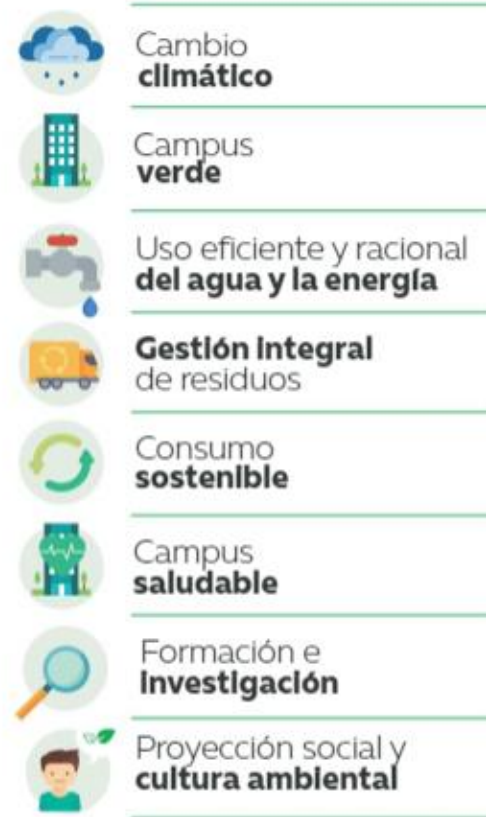 Cambio
climático
Campus
verde
Uso eficiente y racional
del agua y la energía
Gestión integral
de residuos
Consumo
sostenible
Campus
saludable
Formación e
investigación
Proyección social y
cultura ambiental